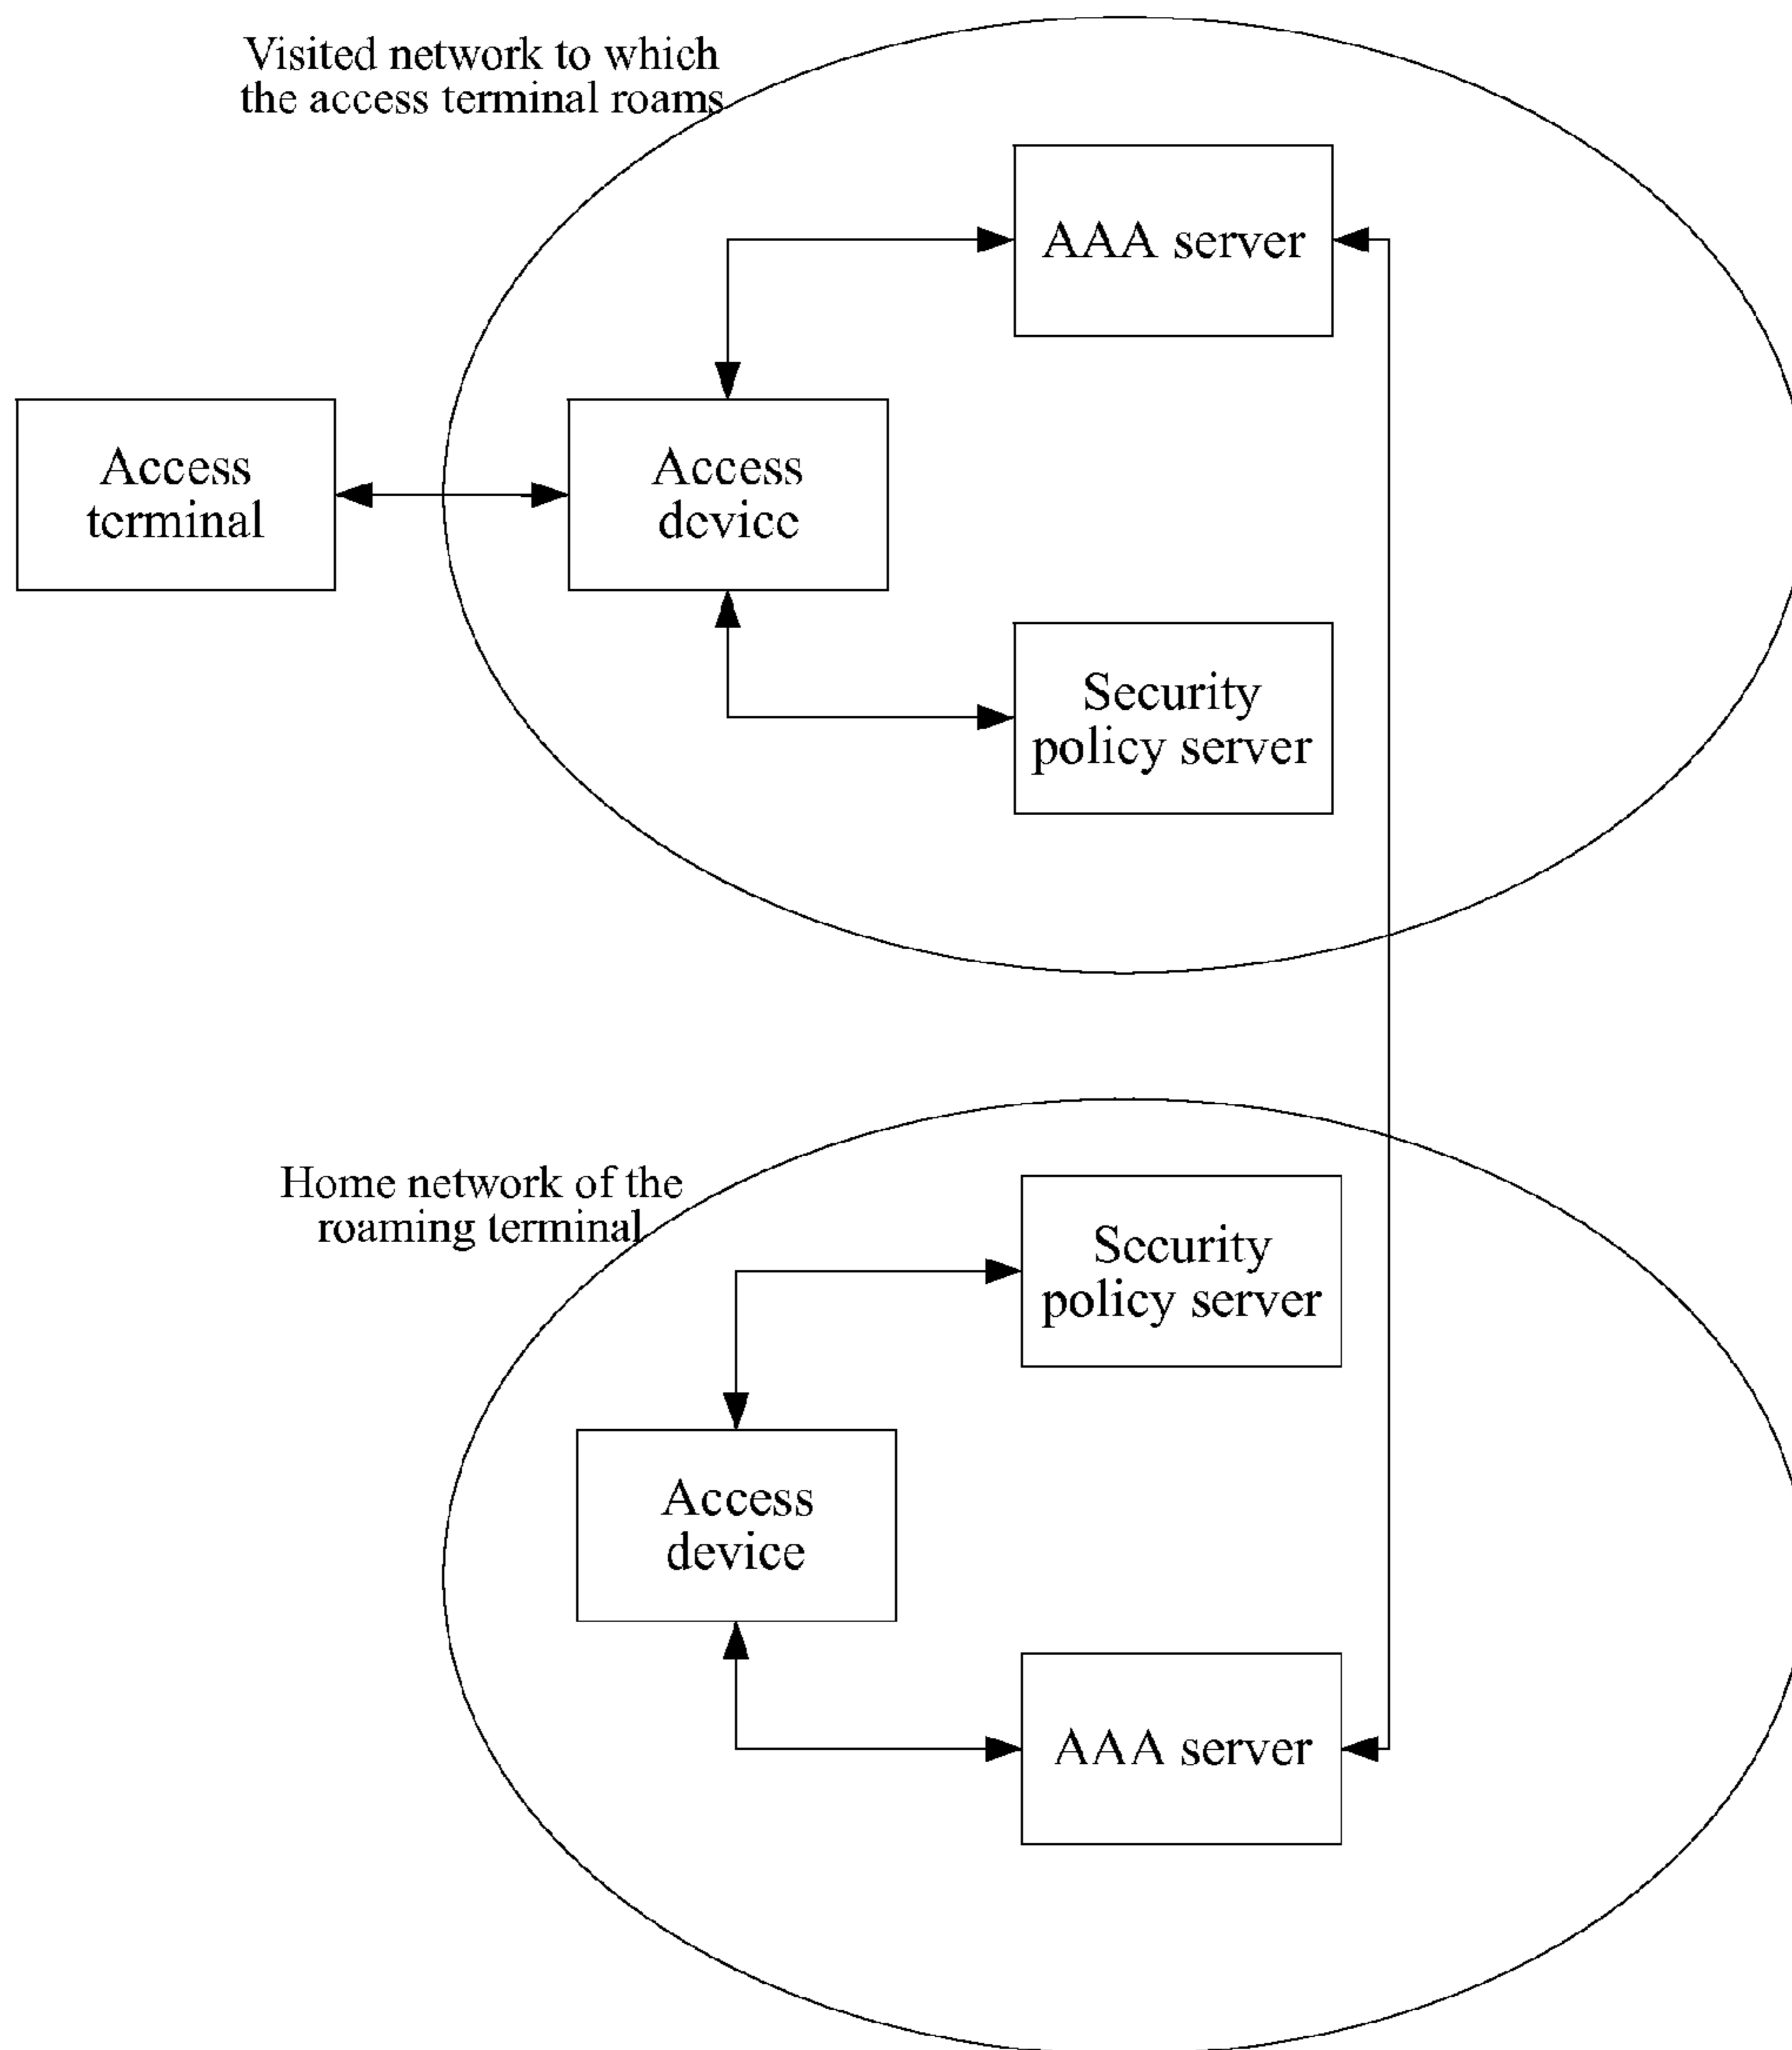 Visited network to which
the access terminal roams
AAA server
Access
terminal
Access
device
Security
policy server
Home network of the
roaming terminal
Security
policy server
Access
device
AAA server